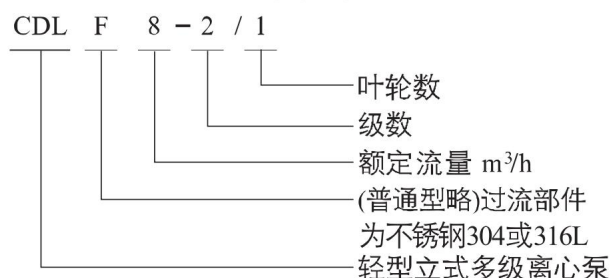 CDL F 8 - 2 / 1
叶轮数
级数
额定流量 m³/h
(普通型略)过流部件
为不锈钢304或316L
轻型立式多级离心泵